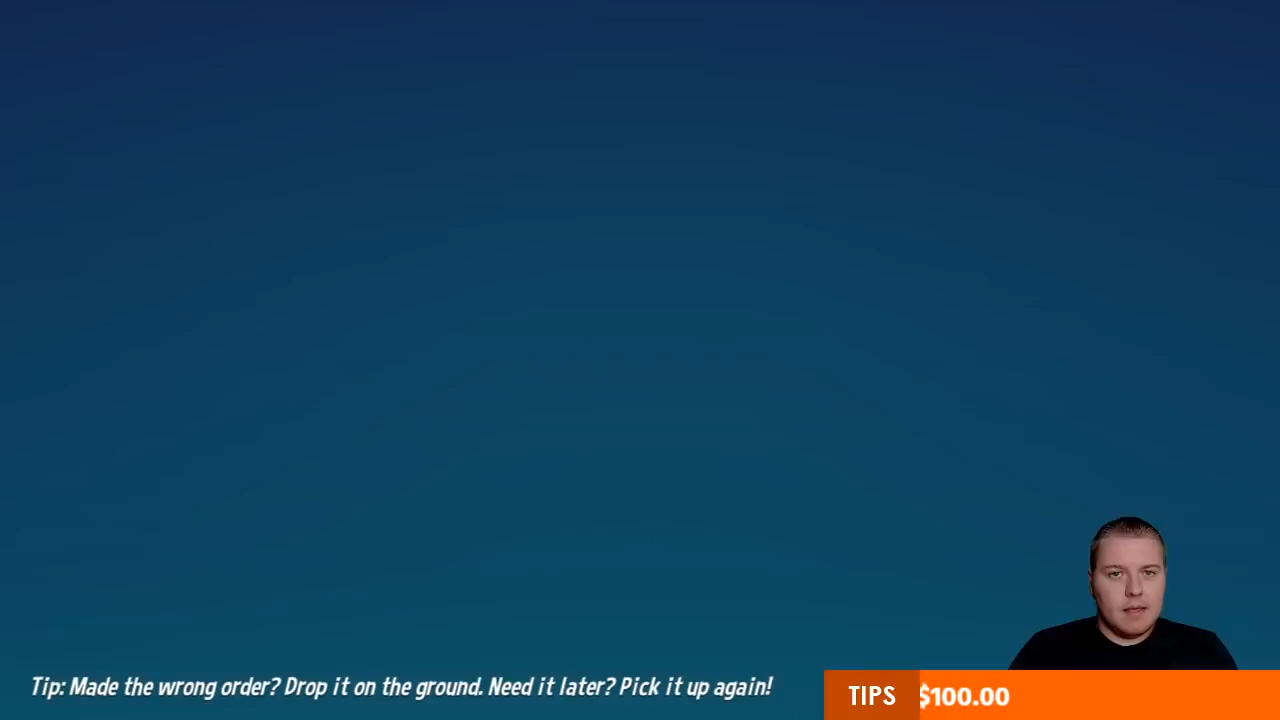 Tip: Made the wrong order? Drop it on the ground. Need it later? Pick it up again!
TIPS $100.00